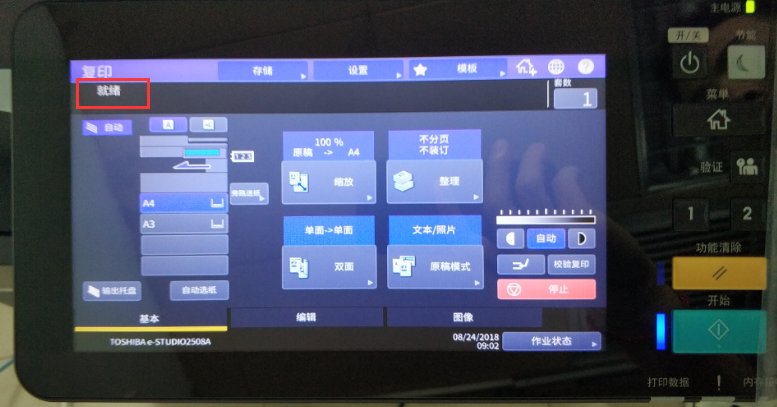 主电源
开/关 节能
复印
存储 设置 模板
就绪
套数
1
菜单
自动 A
100 %
原稿 -> A4
不分页
不装订
1 2 3
缩放 整理
验证
旁路送纸
A4
A3
1 2
单面->单面 文本/照片
自动
功能清除
双面 原稿模式
校验复印
输出托盘 自动选纸
停止
开始
基本 编辑 图像
TOSHIBA e-STUDIO2508A
08/24/2018
09:02
作业状态
打印数据 !